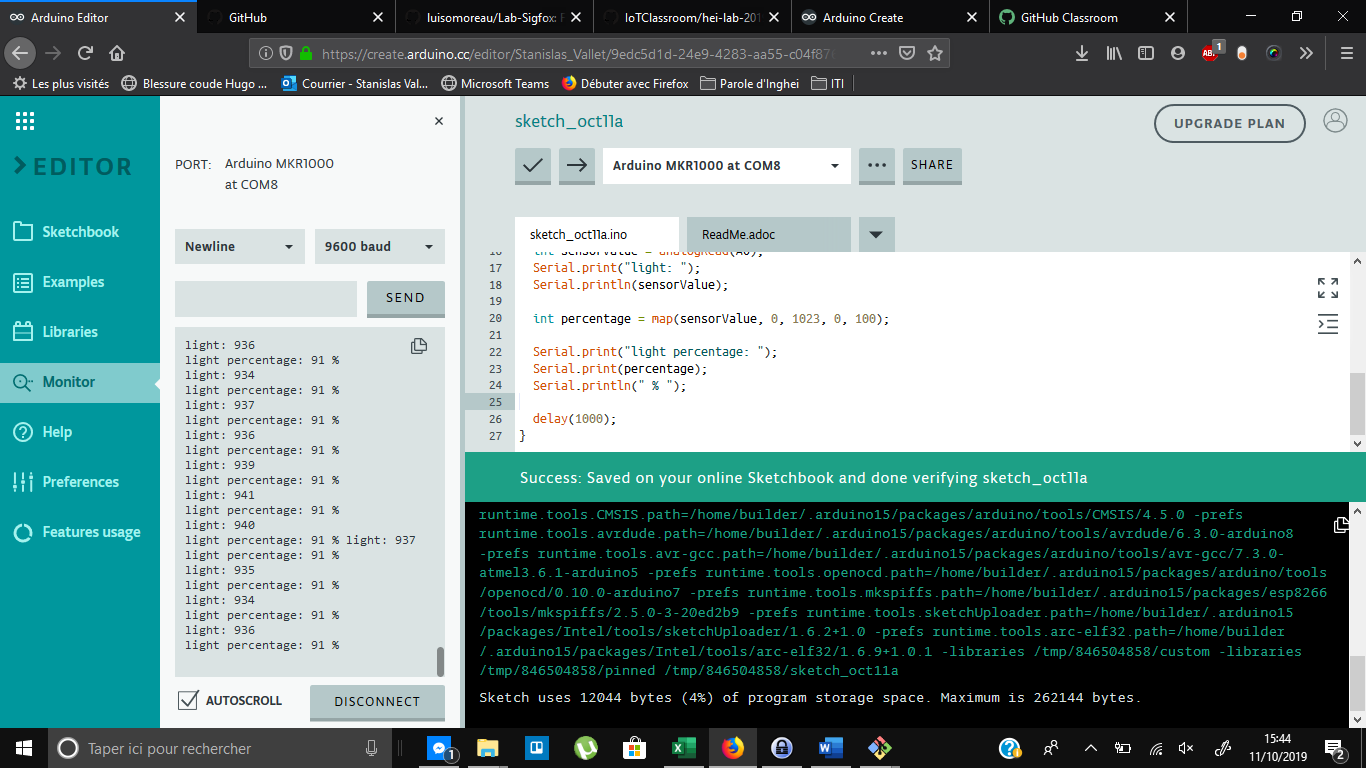 Arduino Editor
GitHub
luisomoreau/Lab-Sigfox:
IoTClassroom/hei-lab-201
Arduino Create
GitHub Classroom
https://create.arduino.cc/editor/Stanislas_Vallet/9edc5d1d-24e9-4283-aa55-c04f87
1
Les plus visités
Blessure coude Hugo ...
Courrier - Stanislas Val...
Microsoft Teams
Débuter avec Firefox
Parole d'Inghei
ITI
EDITOR
Sketchbook
Examples
Libraries
Monitor
Help
Preferences
Features usage
PORT: Arduino MKR1000
at COM8
Newline
9600 baud
SEND
light: 936
light percentage: 91 %
light: 934
light percentage: 91 %
light: 937
light percentage: 91 %
light: 936
light percentage: 91 %
light: 939
light percentage: 91 %
light: 941
light percentage: 91 %
light: 940
light percentage: 91 % light: 937
light percentage: 91 %
light: 935
light percentage: 91 %
light: 934
light percentage: 91 %
light: 936
light percentage: 91 %
AUTOSCROLL
DISCONNECT
sketch_oct11a
UPGRADE PLAN
Arduino MKR1000 at COM8
SHARE
sketch_oct11a.ino
ReadMe.adoc
16 int sensorValue = analogRead(A0);
17 Serial.print("light: ");
18 Serial.println(sensorValue);
19
20 int percentage = map(sensorValue, 0, 1023, 0, 100);
21
22 Serial.print("light percentage: ");
23 Serial.print(percentage);
24 Serial.println(" % ");
25
26 delay(1000);
27 }
Success: Saved on your online Sketchbook and done verifying sketch_oct11a
runtime.tools.CMSIS.path=/home/builder/.arduino15/packages/arduino/tools/CMSIS/4.5.0 -prefs
runtime.tools.avrdude.path=/home/builder/.arduino15/packages/arduino/tools/avrdude/6.3.0-arduino8
-prefs runtime.tools.avr-gcc.path=/home/builder/.arduino15/packages/arduino/tools/avr-gcc/7.3.0-
atmel3.6.1-arduino5 -prefs runtime.tools.openocd.path=/home/builder/.arduino15/packages/arduino/tools
/openocd/0.10.0-arduino7 -prefs runtime.tools.mkspiffs.path=/home/builder/.arduino15/packages/esp8266
/tools/mkspiffs/2.5.0-3-20ed2b9 -prefs runtime.tools.sketchUploader.path=/home/builder/.arduino15
/packages/Intel/tools/sketchUploader/1.6.2+1.0 -prefs runtime.tools.arc-elf32.path=/home/builder
/.arduino15/packages/Intel/tools/arc-elf32/1.6.9+1.0.1 -libraries /tmp/846504858/custom -libraries
/tmp/846504858/pinned /tmp/846504858/sketch_oct11a
Sketch uses 12044 bytes (4%) of program storage space. Maximum is 262144 bytes.
Taper ici pour rechercher
1
15:44
11/10/2019
2